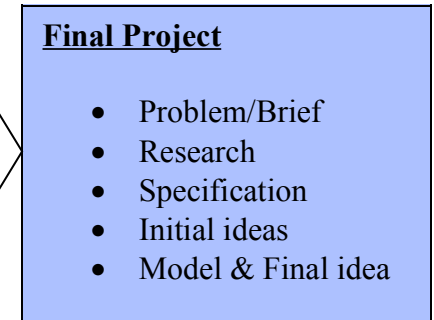 Final Project
• Problem/Brief
• Research
• Specification
• Initial ideas
• Model & Final idea